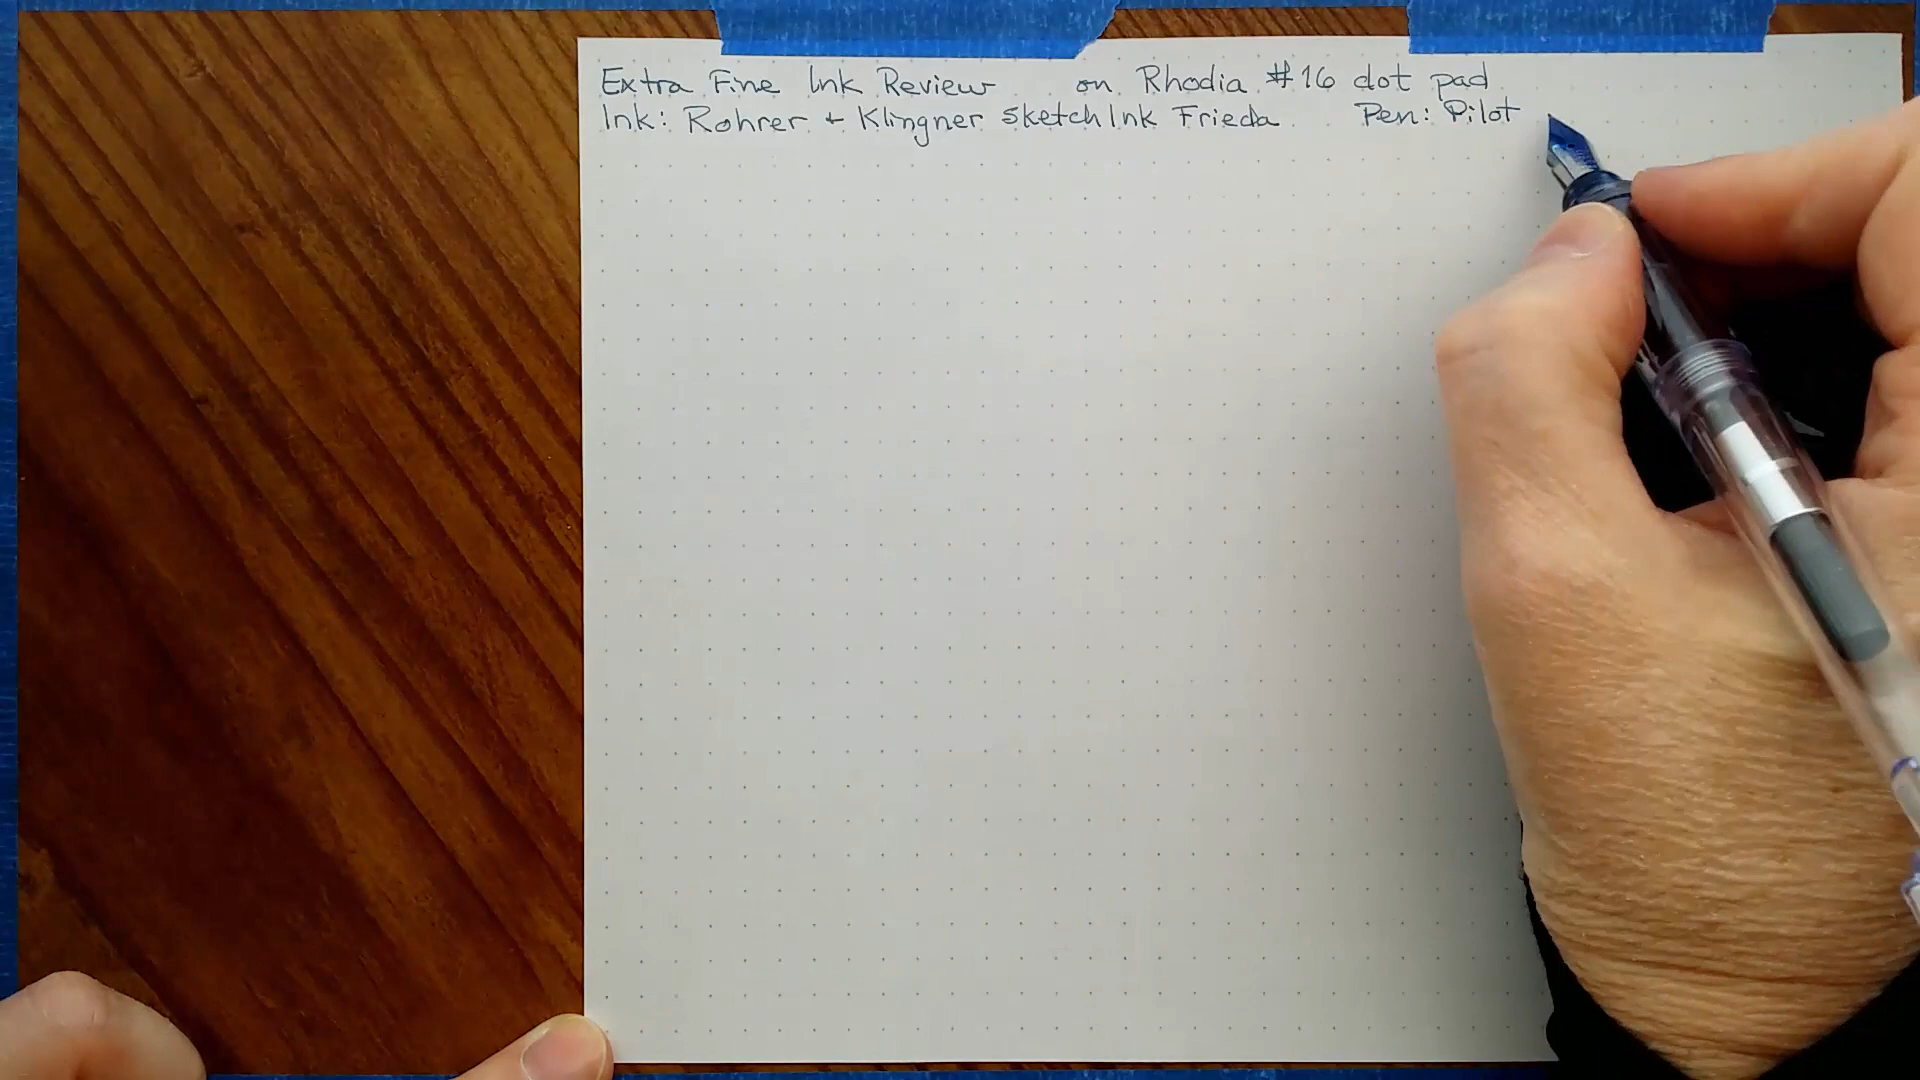 Extra Fine Ink Review on Rhodia #16 dot pad
Ink: Rohrer + Klingner SketchInk Frieda Pen: Pilot